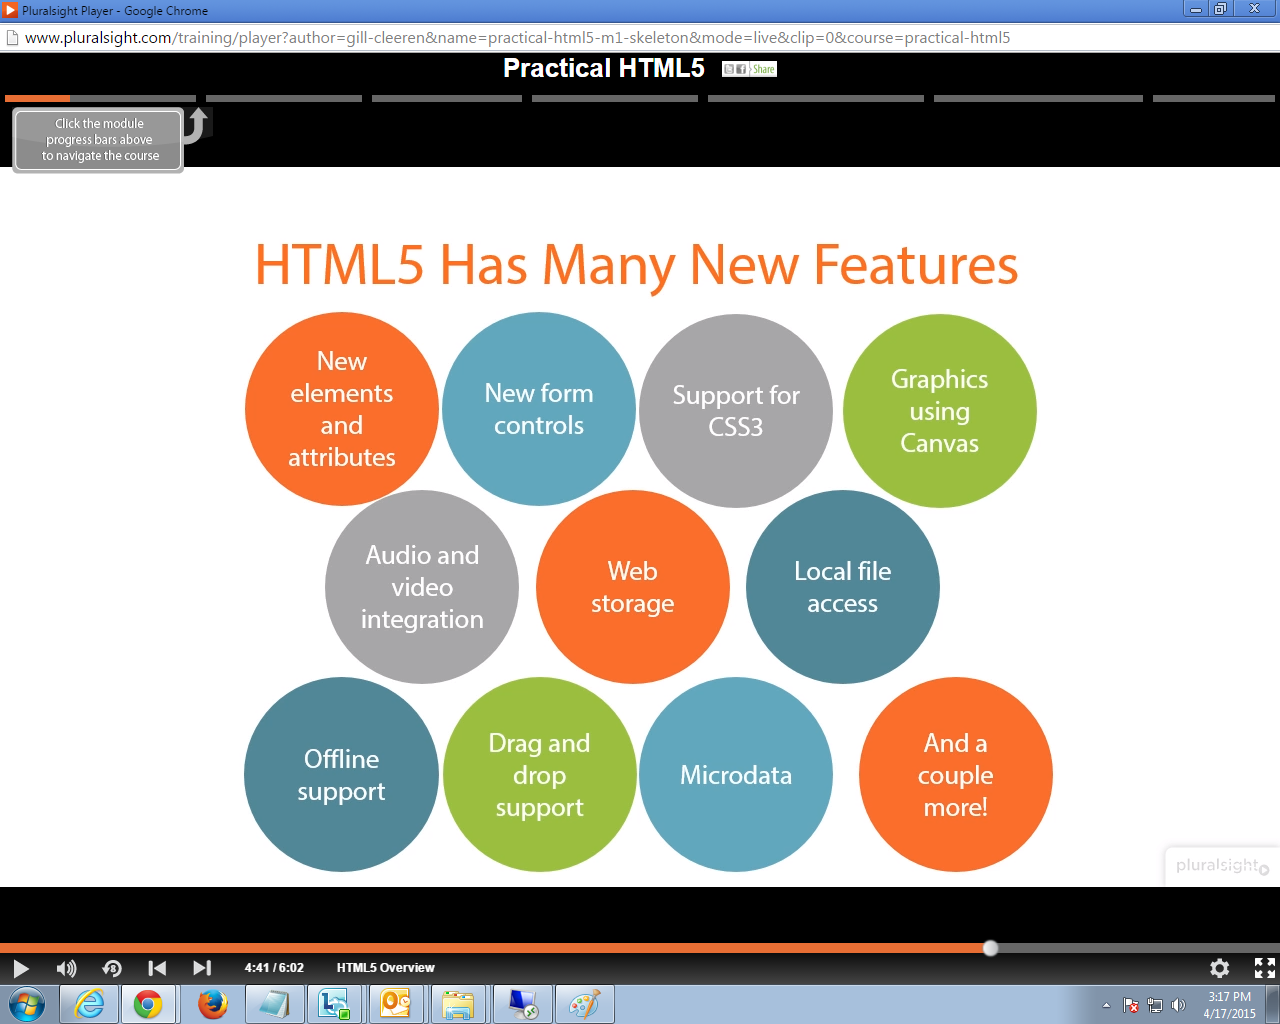 Pluralsight Player - Google Chrome
www.pluralsight.com/training/player?author=gill-cleeren&name=practical-html5-m1-skeleton&mode=live&clip=0&course=practical-html5
Practical HTML5
Share
Click the module
progress bars above
to navigate the course
HTML5 Has Many New Features
New
elements
and
attributes
New form
controls
Support for
CSS3
Graphics
using
Canvas
Audio and
video
integration
Web
storage
Local file
access
Offline
support
Drag and
drop
support
Microdata
And a
couple
more!
pluralsight
8
4:41 / 6:02
HTML5 Overview
3:17 PM
4/17/2015